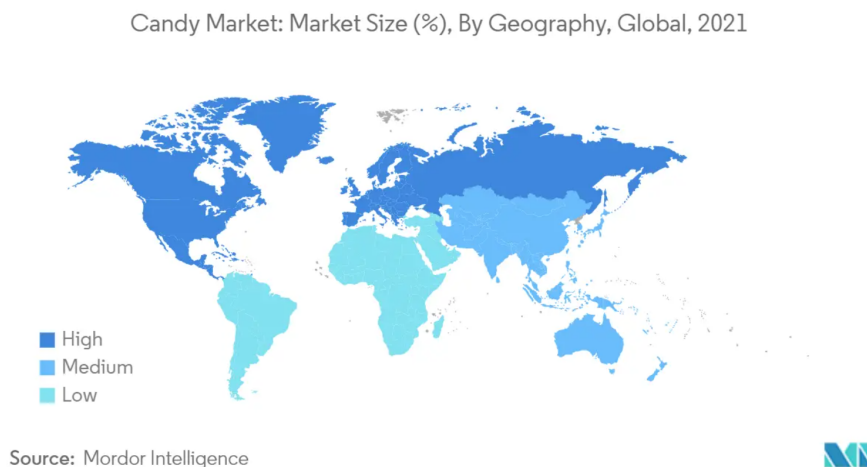 Candy Market: Market Size (%), By Geography, Global, 2021
High
Medium
Low
Source: Mordor Intelligence